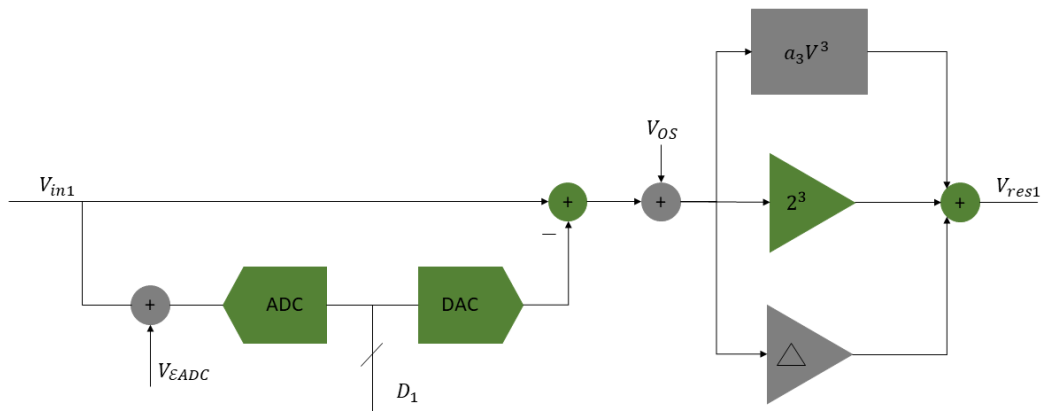 a₃V³
V_OS
V_in1
+
+
2³
+
V_res1
−
+
ADC
DAC
△
V_εADC
D₁